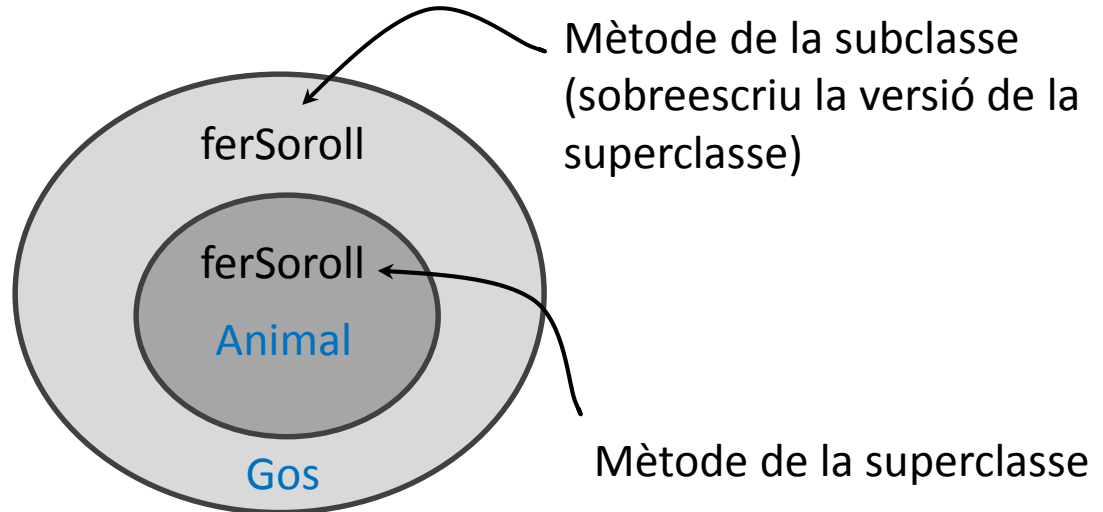 Mètode de la subclasse
(sobreescriu la versió de la
superclasse)
ferSoroll
ferSoroll
Animal
Gos
Mètode de la superclasse